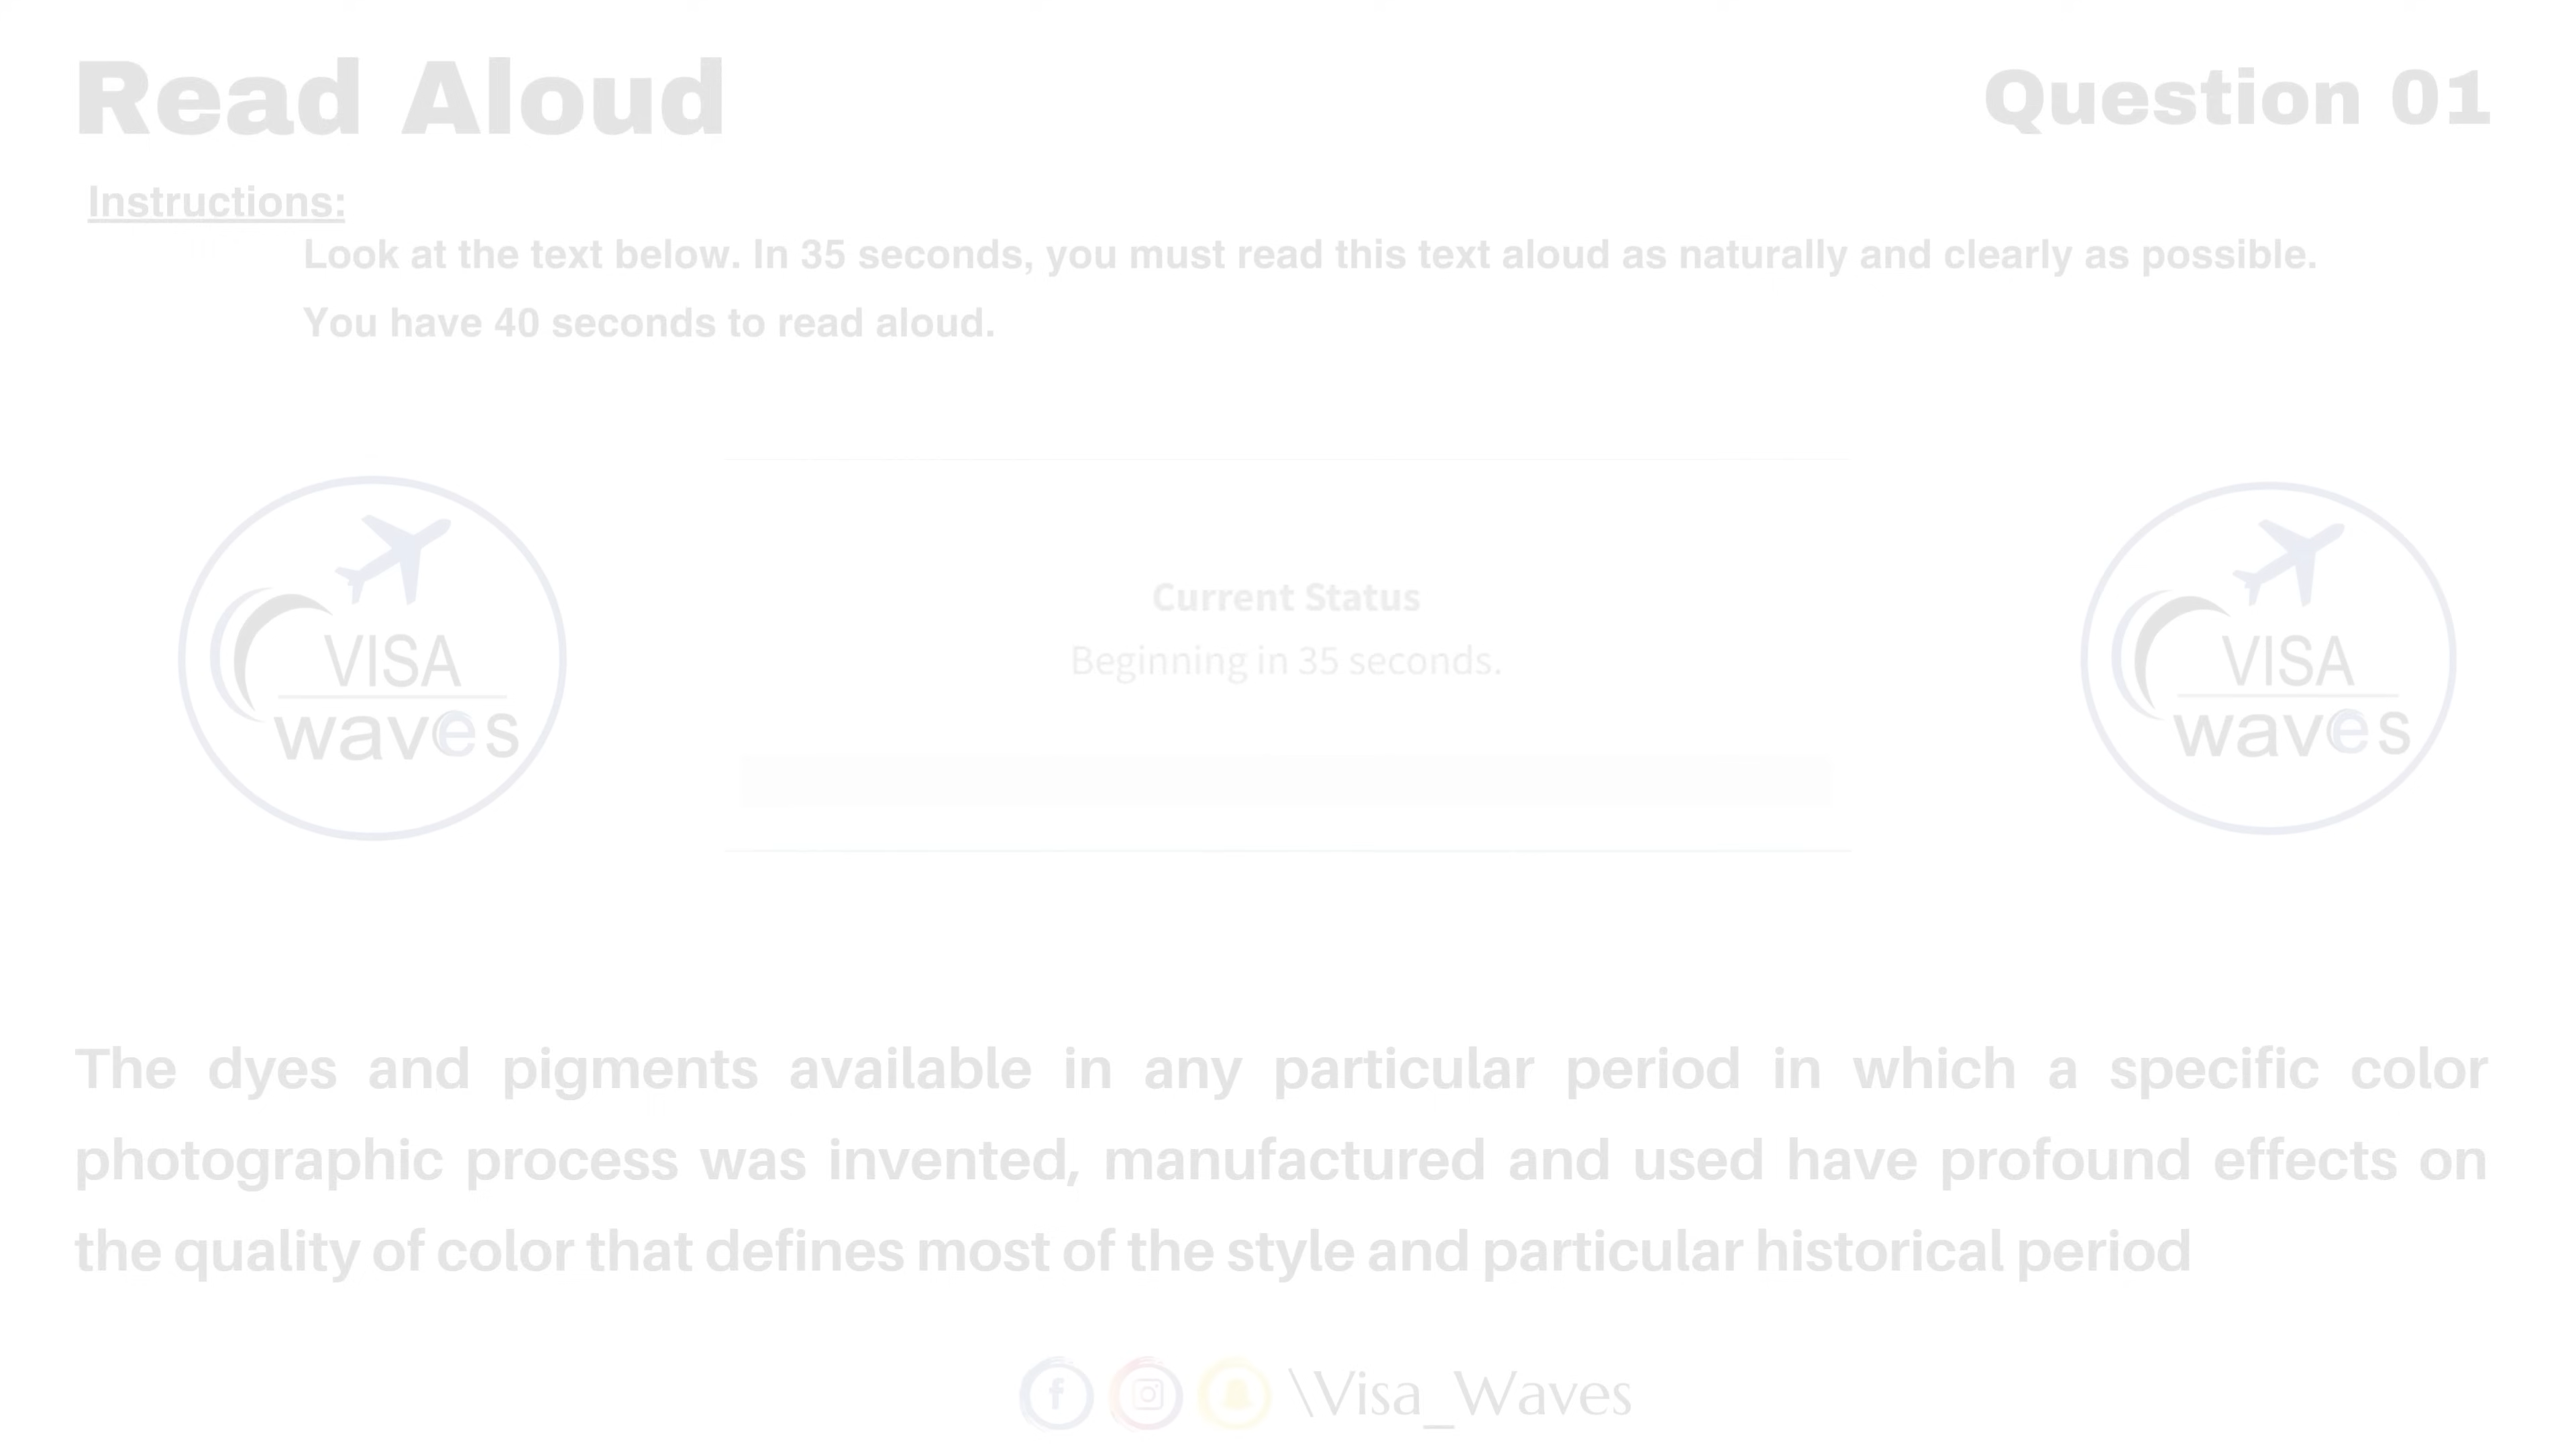 Read Aloud
Question 01
Instructions:
Look at the text below. In 35 seconds, you must read this text aloud as naturally and clearly as possible.
You have 40 seconds to read aloud.
VISA
waves
Current Status
Beginning in 35 seconds.
VISA
waves
The dyes and pigments available in any particular period in which a specific color
photographic process was invented, manufactured and used have profound effects on
the quality of color that defines most of the style and particular historical period
\Visa_Waves